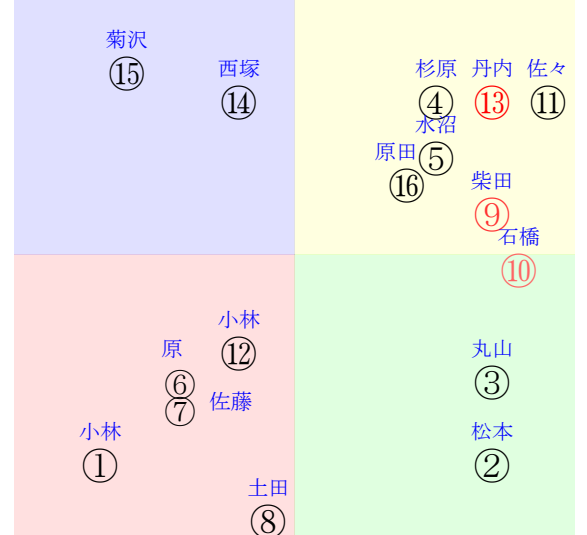 菊沢
⑮
西塚
⑭
杉原
④
丹内
⑬
佐々
⑪
水沼
⑤
原田
⑯
柴田
⑨
石橋
⑩
小林
⑫
原
⑥
⑦
佐藤
小林
①
土田
⑧
丸山
③
松本
②